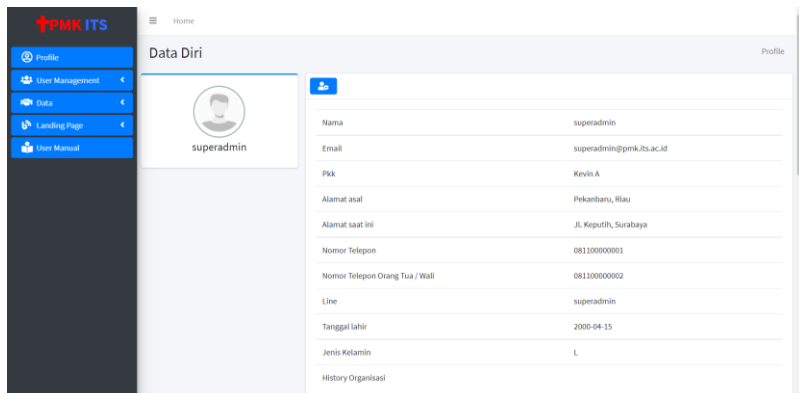 PMK ITS
Home
Profile
User Management
Data
Landing Page
User Manual
Data Diri
Profile
superadmin
Nama superadmin
Email superadmin@pmk.its.ac.id
Pkk Kevin A
Alamat asal Pekanbaru, Riau
Alamat saat ini Jl. Keputih, Surabaya
Nomor Telepon 081100000001
Nomor Telepon Orang Tua / Wali 081100000002
Line superadmin
Tanggal lahir 2000-04-15
Jenis Kelamin L
History Organisasi